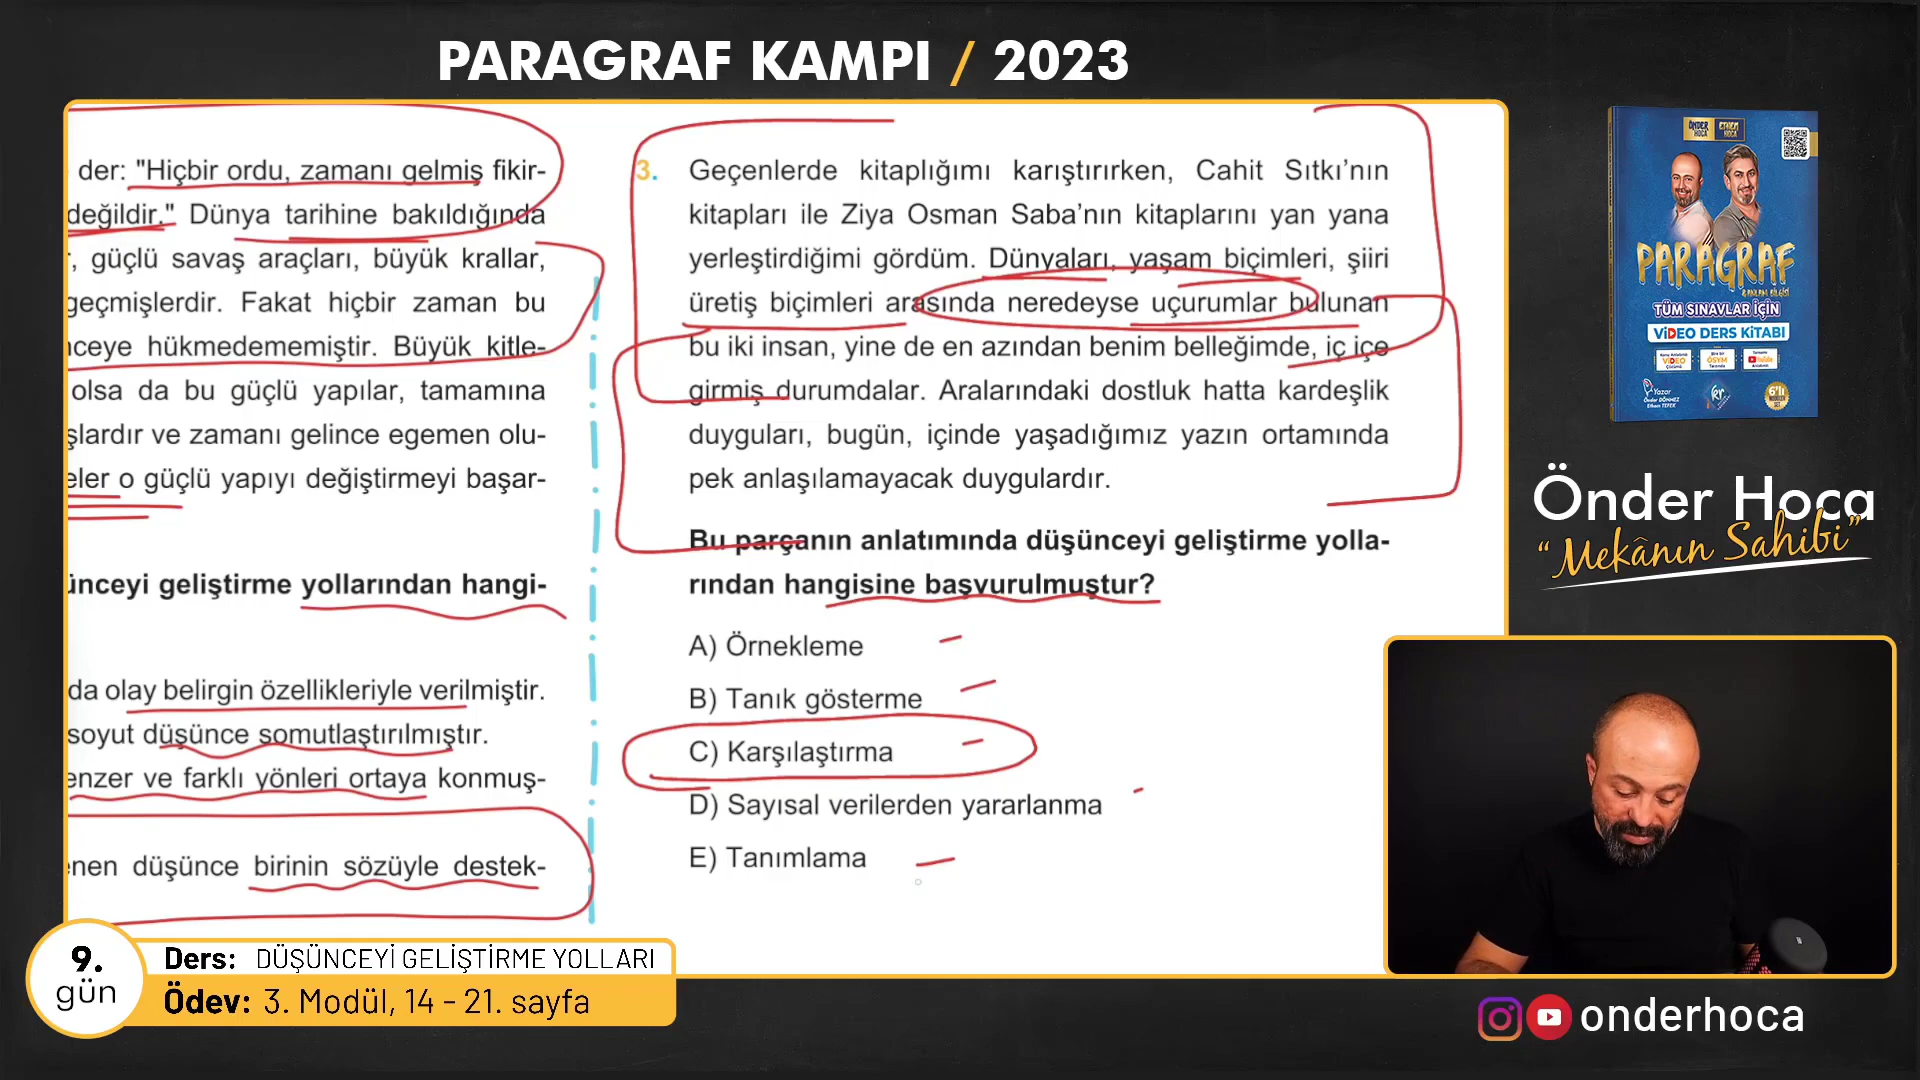 PARAGRAF KAMPI / 2023
der: "Hiçbir ordu, zamanı gelmiş fikir-
değildir." Dünya tarihine bakıldığında
, güçlü savaş araçları, büyük krallar,
geçmişlerdir. Fakat hiçbir zaman bu
nceye hükmedememiştir. Büyük kitle-
olsa da bu güçlü yapılar, tamamına
şlardır ve zamanı gelince egemen olu-
eler o güçlü yapıyı değiştirmeyi başar-
ünceyi geliştirme yollarından hangi-
da olay belirgin özellikleriyle verilmiştir.
soyut düşünce somutlaştırılmıştır.
enzer ve farklı yönleri ortaya konmuş-
enen düşünce birinin sözüyle destek-
3. Geçenlerde kitaplığımı karıştırırken, Cahit Sıtkı’nın
kitapları ile Ziya Osman Saba’nın kitaplarını yan yana
yerleştirdiğimi gördüm. Dünyaları, yaşam biçimleri, şiiri
üretiş biçimleri arasında neredeyse uçurumlar bulunan
bu iki insan, yine de en azından benim belleğimde, iç içe
girmiş durumdalar. Aralarındaki dostluk hatta kardeşlik
duyguları, bugün, içinde yaşadığımız yazın ortamında
pek anlaşılamayacak duygulardır.
Bu parçanın anlatımında düşünceyi geliştirme yolla-
rından hangisine başvurulmuştur?
A) Örnekleme
B) Tanık gösterme
C) Karşılaştırma
D) Sayısal verilerden yararlanma
E) Tanımlama
ÖNDER HOCA
ETHEM HOCA
PARAGRAF
TÜM SINAVLAR İÇİN
ViDEO DERS KİTABI
Önder Hoca
“Mekânın Sahibi”
9.
gün
Ders: DÜŞÜNCEYİ GELİŞTİRME YOLLARI
Ödev: 3. Modül, 14 - 21. sayfa
onderhoca